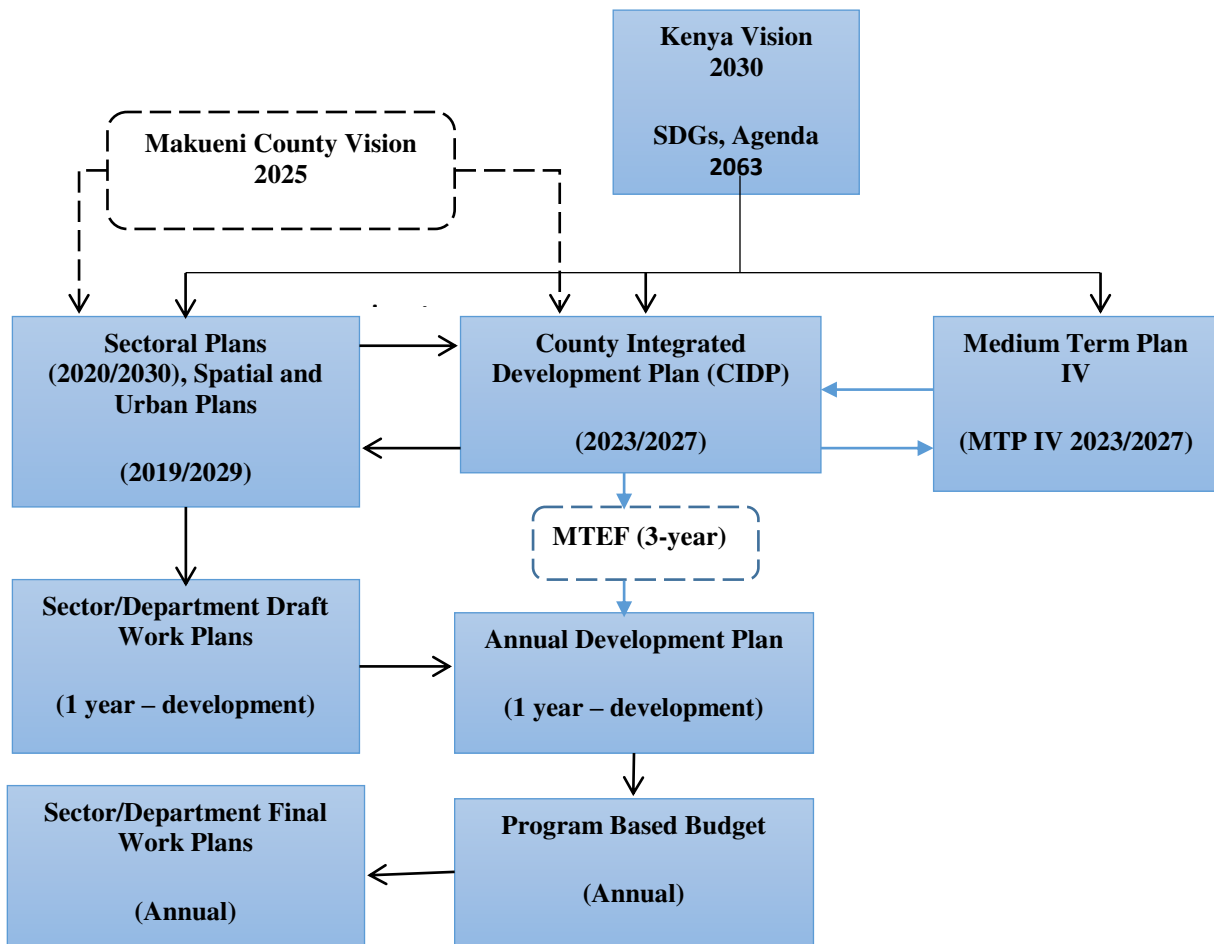 Kenya Vision
2030
SDGs, Agenda
2063
Makueni County Vision
2025
Sectoral Plans
(2020/2030), Spatial and
Urban Plans
(2019/2029)
County Integrated
Development Plan (CIDP)
(2023/2027)
Medium Term Plan
IV
(MTP IV 2023/2027)
MTEF (3-year)
Sector/Department Draft
Work Plans
(1 year – development)
Annual Development Plan
(1 year – development)
Sector/Department Final
Work Plans
(Annual)
Program Based Budget
(Annual)